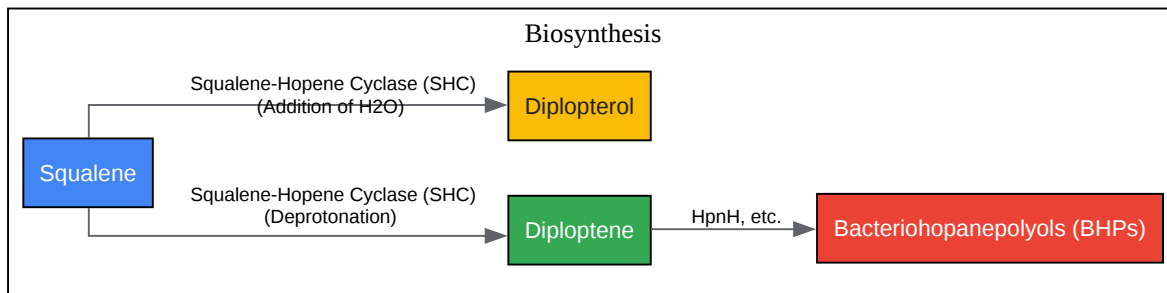 Biosynthesis
Squalene-Hopene Cyclase (SHC)
(Addition of H2O)
Diplopterol
Squalene
Squalene-Hopene Cyclase (SHC)
(Deprotonation)
Diploptene
HpnH, etc.
Bacteriohopanepolyols (BHPs)